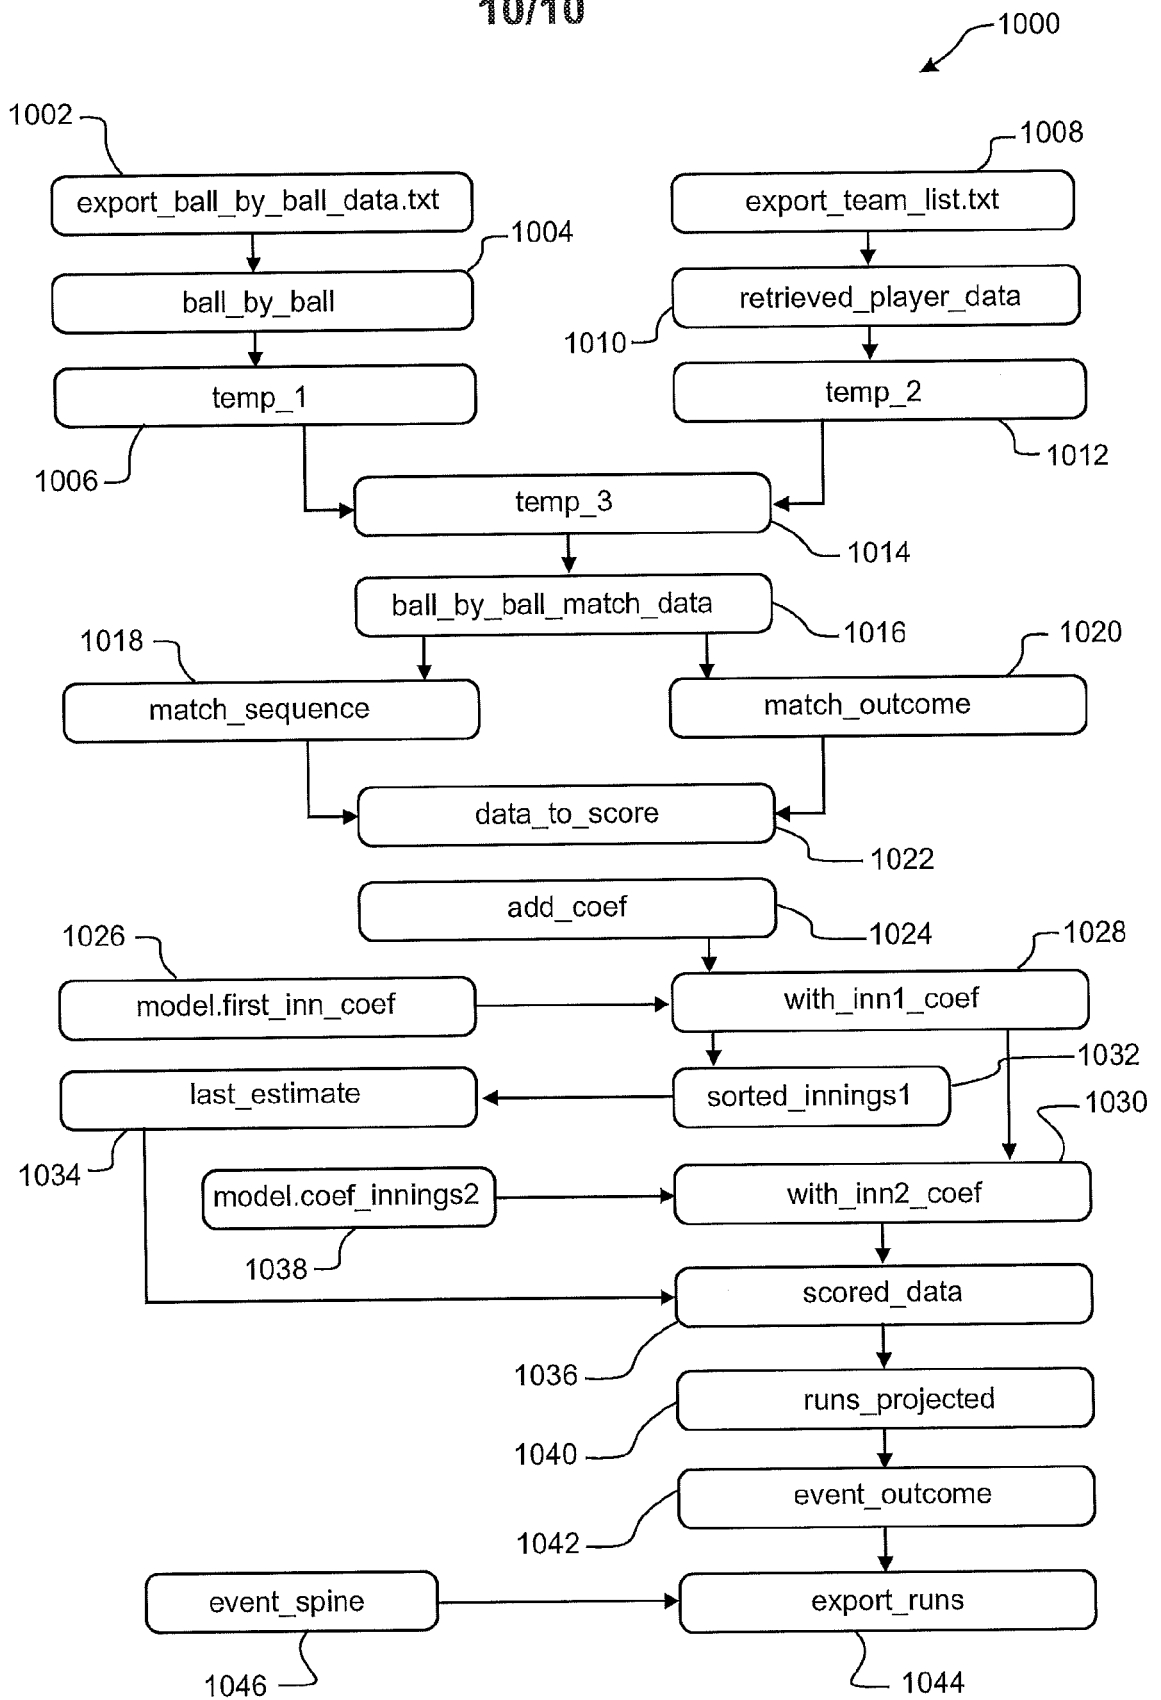 10/10
1000
1002
1008
export_ball_by_ball_data.txt
export_team_list.txt
1004
ball_by_ball
retrieved_player_data
1010
temp_1
temp_2
1006
1012
temp_3
1014
ball_by_ball_match_data
1016
1018
1020
match_sequence
match_outcome
data_to_score
1022
add_coef
1024
1026
1028
model.first_inn_coef
with_inn1_coef
1032
last_estimate
sorted_innings1
1030
1034
model.coef_innings2
with_inn2_coef
1038
scored_data
1036
runs_projected
1040
event_outcome
1042
event_spine
export_runs
1046
1044